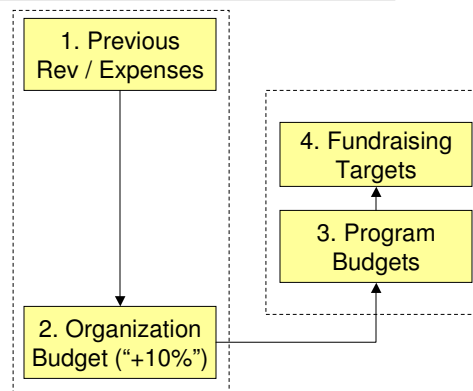 1. Previous
Rev / Expenses
2. Organization
Budget (“+10%”)
3. Program
Budgets
4. Fundraising
Targets